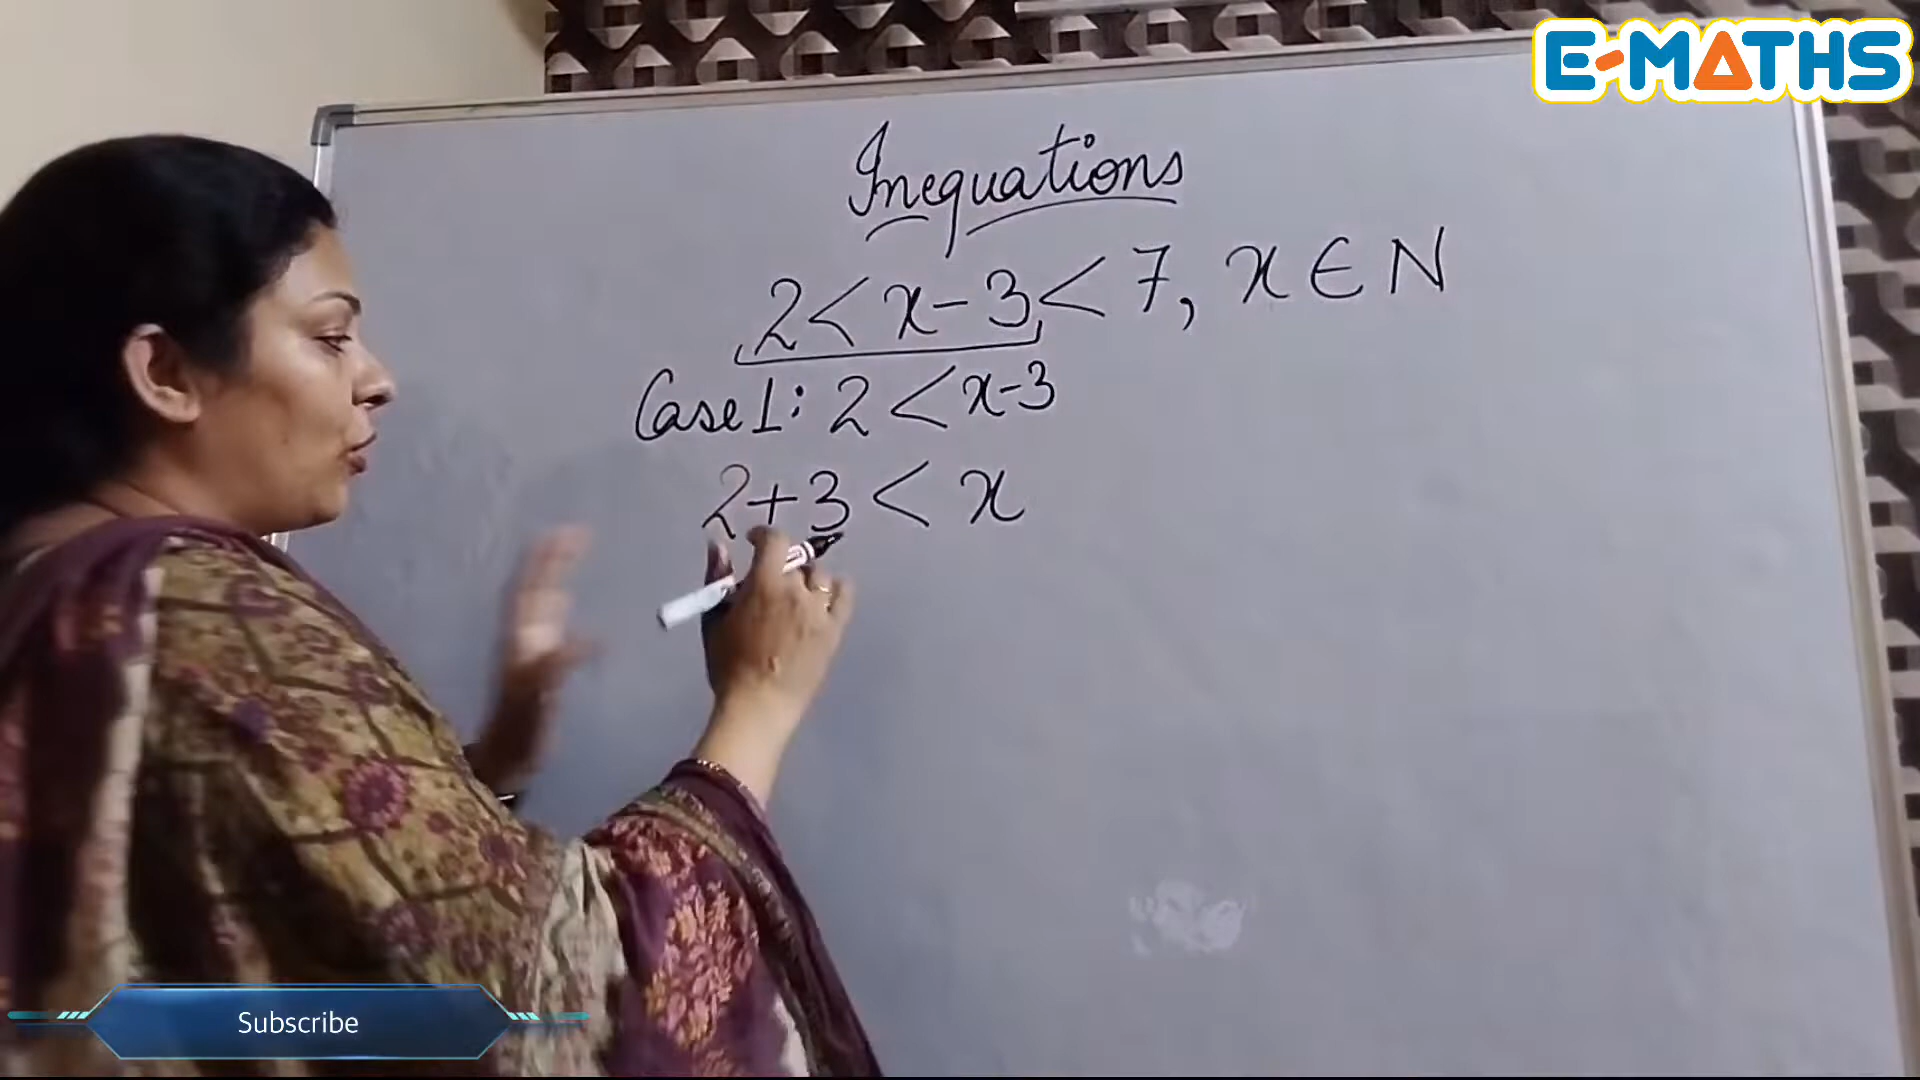 E-MATHS
Inequations
2 < x - 3 < 7, x ∈ N
Case 1: 2 < x-3
2 + 3 < x
Subscribe